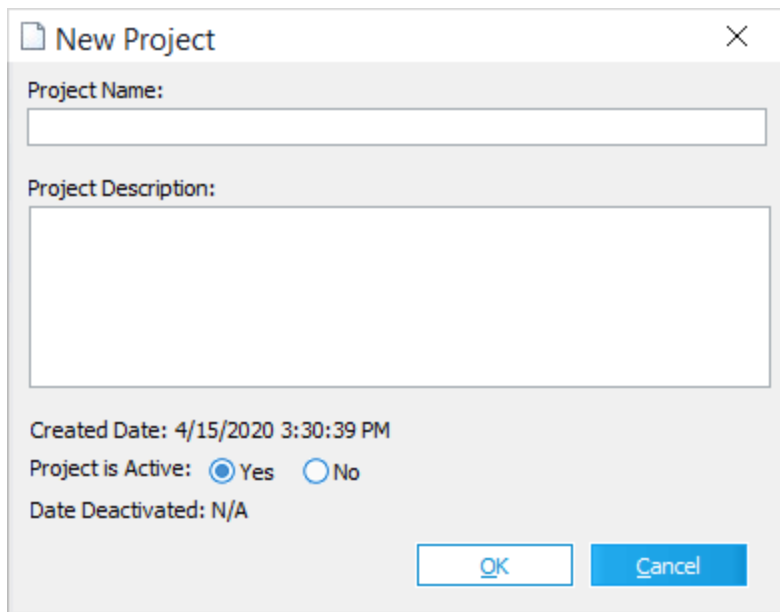 New Project
Project Name:
Project Description:
Created Date: 4/15/2020 3:30:39 PM
Project is Active: Yes No
Date Deactivated: N/A
OK Cancel